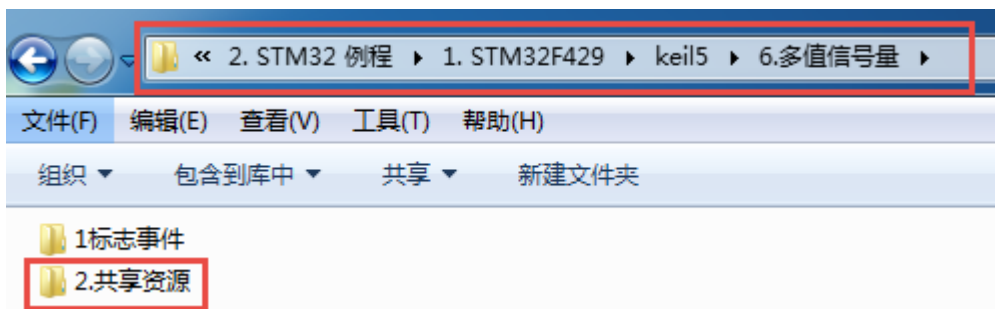 « 2. STM32 例程 ▸ 1. STM32F429 ▸ keil5 ▸ 6.多值信号量 ▸
文件(F) 编辑(E) 查看(V) 工具(T) 帮助(H)
组织 ▼ 包含到库中 ▼ 共享 ▼ 新建文件夹
1标志事件
2.共享资源